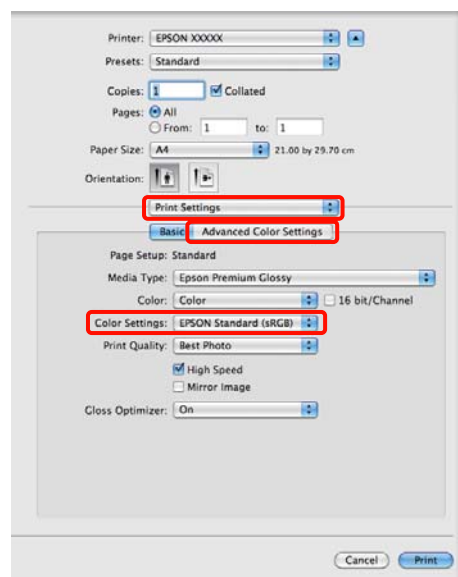 Printer: EPSON XXXXX
Presets: Standard
Copies: 1 Collated
Pages: All
From: 1 to: 1
Paper Size: A4 21.00 by 29.70 cm
Orientation:
Print Settings
Basic Advanced Color Settings
Page Setup: Standard
Media Type: Epson Premium Glossy
Color: Color 16 bit/Channel
Color Settings: EPSON Standard (sRGB)
Print Quality: Best Photo
High Speed
Mirror Image
Gloss Optimizer: On
Cancel Print